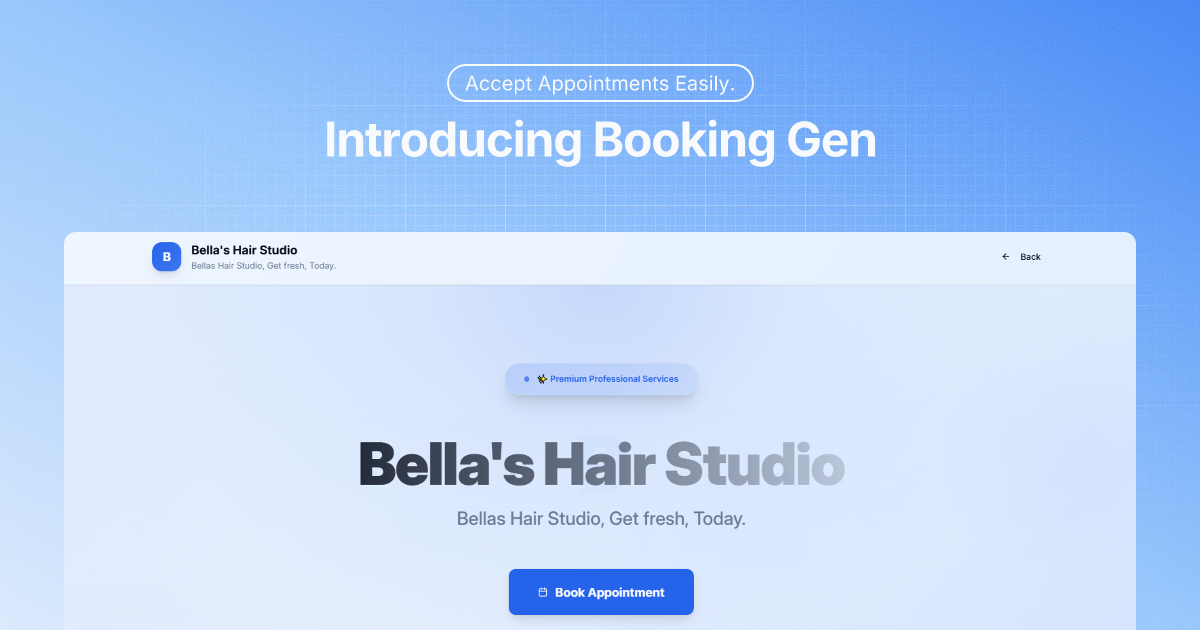 Accept Appointments Easily.
Introducing Booking Gen
B
Bella's Hair Studio
Bellas Hair Studio, Get fresh, Today.
← Back
✨ Premium Professional Services
Bella's Hair Studio
Bellas Hair Studio, Get fresh, Today.
Book Appointment